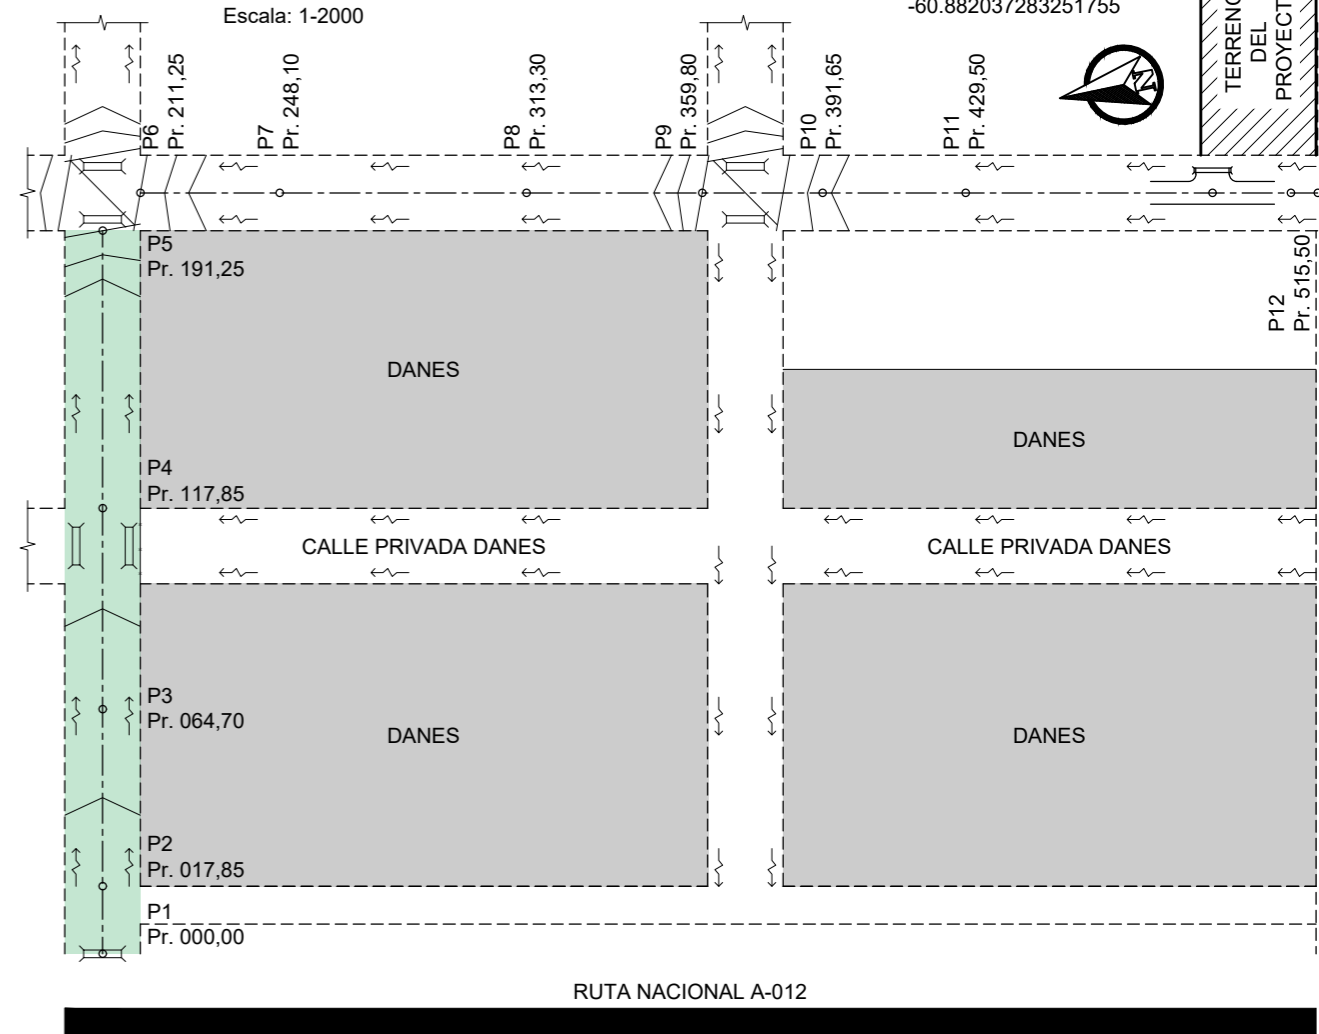 Escala: 1-2000
-60.882037283251755
TERRENO
DEL
PROYECT
N
P6
Pr. 211,25
P7
Pr. 248,10
P8
Pr. 313,30
P9
Pr. 359,80
P10
Pr. 391,65
P11
Pr. 429,50
P5
Pr. 191,25
P12
Pr. 515,50
DANES
DANES
P4
Pr. 117,85
CALLE PRIVADA DANES
CALLE PRIVADA DANES
P3
Pr. 064,70
DANES
DANES
P2
Pr. 017,85
P1
Pr. 000,00
RUTA NACIONAL A-012